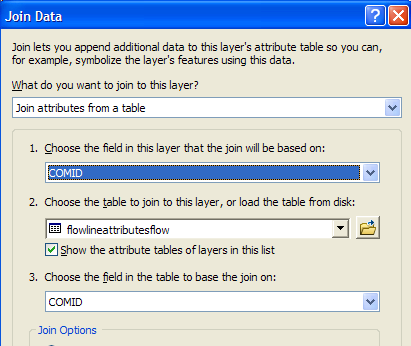 Join Data
Join lets you append additional data to this layer's attribute table so you can,
for example, symbolize the layer's features using this data.
What do you want to join to this layer?
Join attributes from a table
1. Choose the field in this layer that the join will be based on:
COMID
2. Choose the table to join to this layer, or load the table from disk:
flowlineattributesflow
Show the attribute tables of layers in this list
3. Choose the field in the table to base the join on:
COMID
Join Options